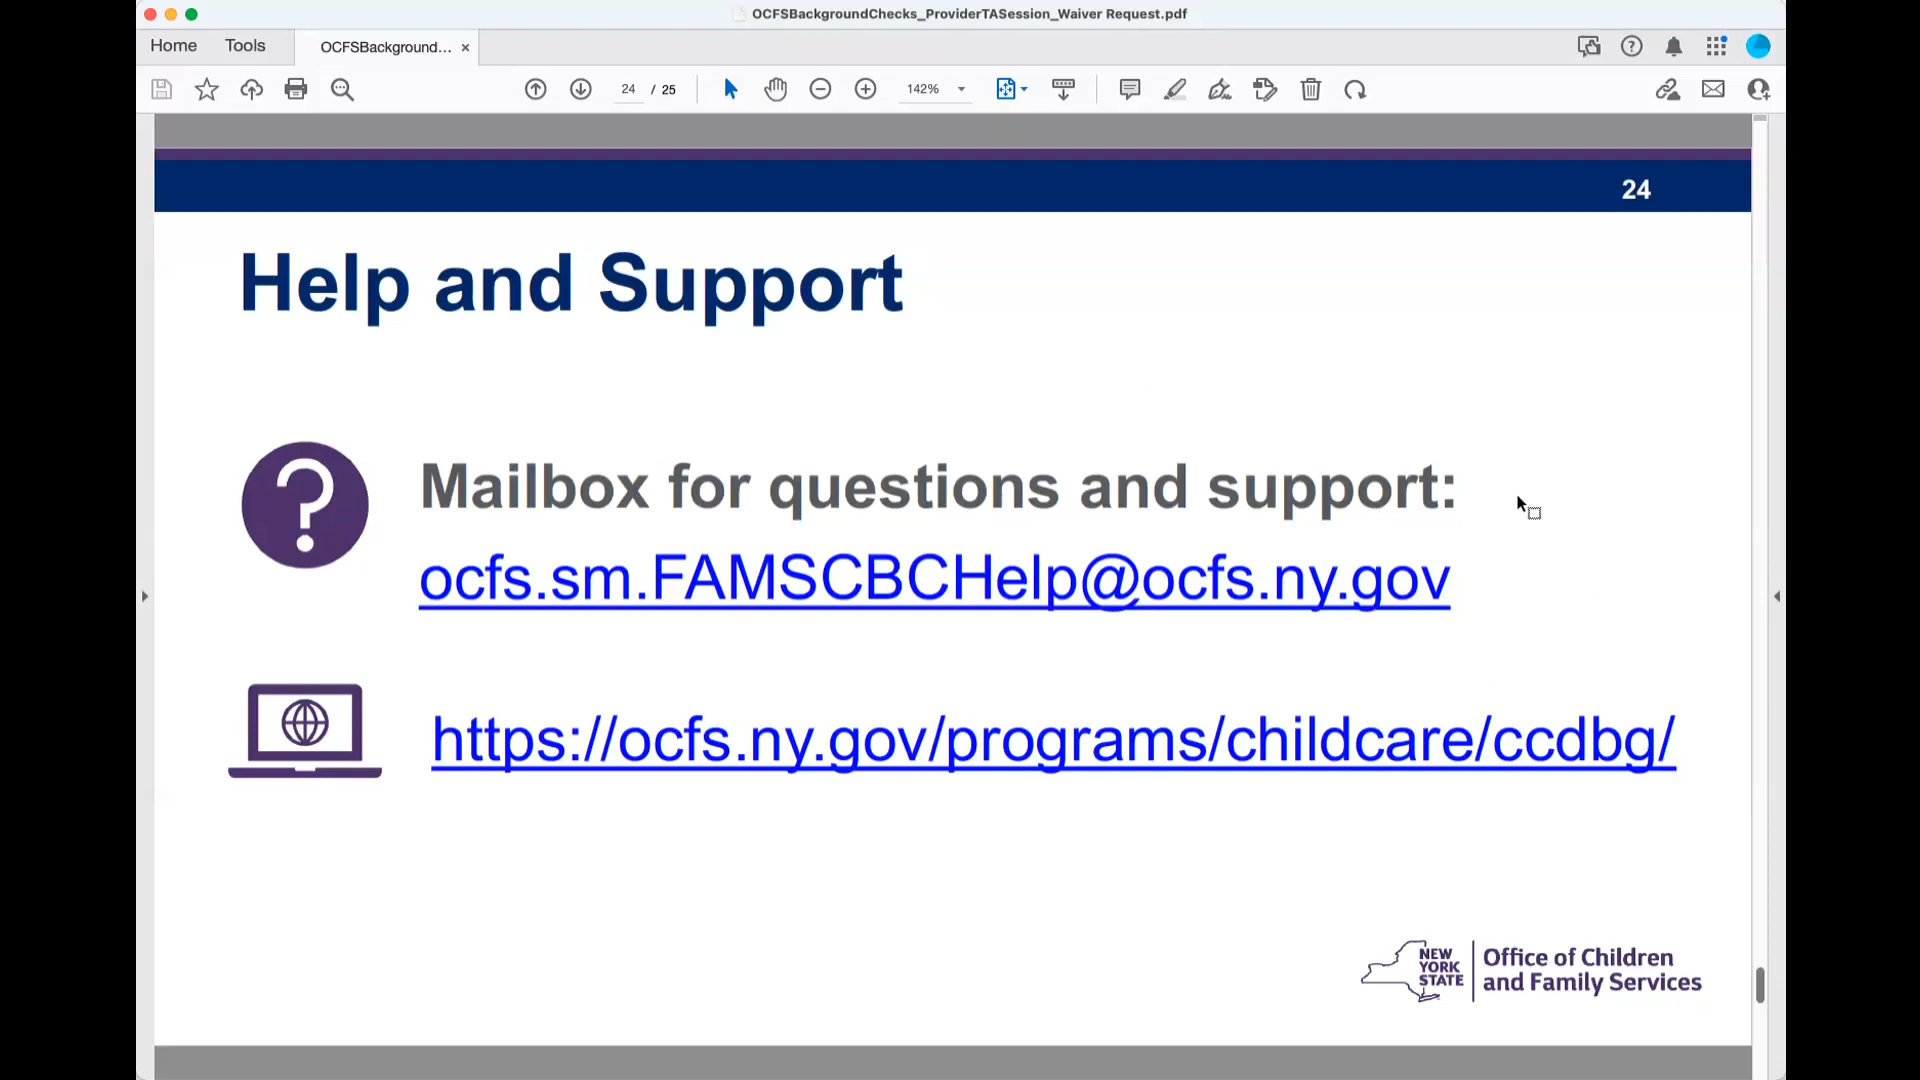 OCFSBackgroundChecks_ProviderTASession_Waiver Request.pdf
Home Tools OCFSBackground... ×
24 / 25 142%
24
Help and Support
Mailbox for questions and support:
ocfs.sm.FAMSCBCHelp@ocfs.ny.gov
https://ocfs.ny.gov/programs/childcare/ccdbg/
NEW
YORK
STATE
Office of Children
and Family Services